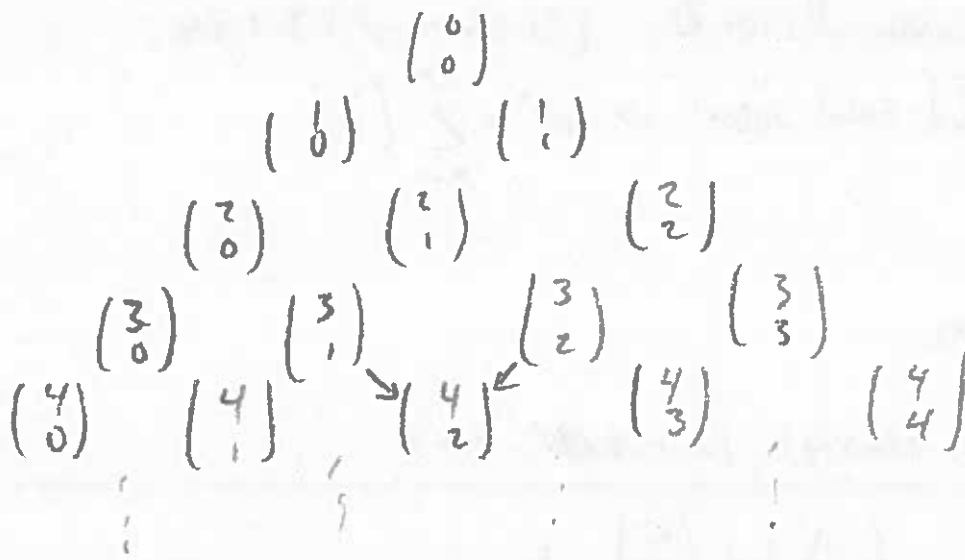 (0 0)
(1 0) (1 1)
(2 0) (2 1) (2 2)
(3 0) (3 1) (3 2) (3 3)
(4 0) (4 1) (4 2) (4 3) (4 4)